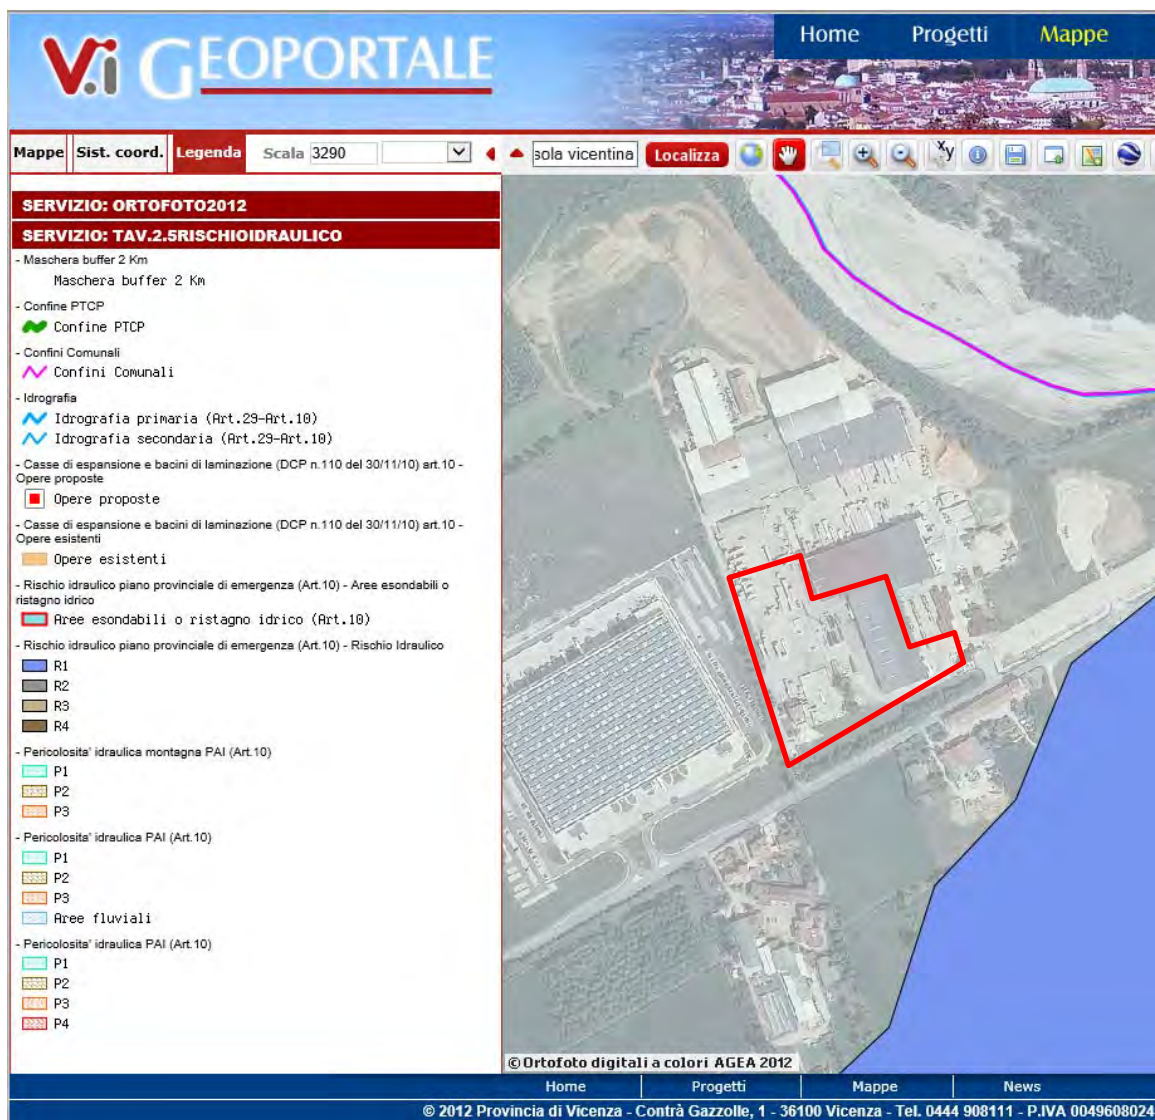 Home Progetti Mappe
V.i GEOPORTALE
Mappe Sist. coord. Legenda Scala 3290 sola vicentina Localizza xy
SERVIZIO: ORTOFOTO2012
SERVIZIO: TAV.2.5RISCHIOIDRAULICO
- Maschera buffer 2 Km
Maschera buffer 2 Km
- Confine PTCP
Confine PTCP
- Confini Comunali
Confini Comunali
- Idrografia
Idrografia primaria (Art.29-Art.10)
Idrografia secondaria (Art.29-Art.10)
- Casse di espansione e bacini di laminazione (DCP n.110 del 30/11/10) art.10 -
Opere proposte
Opere proposte
- Casse di espansione e bacini di laminazione (DCP n.110 del 30/11/10) art.10 -
Opere esistenti
Opere esistenti
- Rischio idraulico piano provinciale di emergenza (Art.10) - Aree esondabili o
ristagno idrico
Aree esondabili o ristagno idrico (Art.10)
- Rischio idraulico piano provinciale di emergenza (Art.10) - Rischio Idraulico
R1
R2
R3
R4
- Pericolosita' idraulica montagna PAI (Art.10)
P1
P2
P3
- Pericolosita' idraulica PAI (Art.10)
P1
P2
P3
Aree fluviali
- Pericolosita' idraulica PAI (Art.10)
P1
P2
P3
P4
© Ortofoto digitali a colori AGEA 2012
Home Progetti Mappe News
© 2012 Provincia di Vicenza - Contrà Gazzolle, 1 - 36100 Vicenza - Tel. 0444 908111 - P.IVA 0049608024